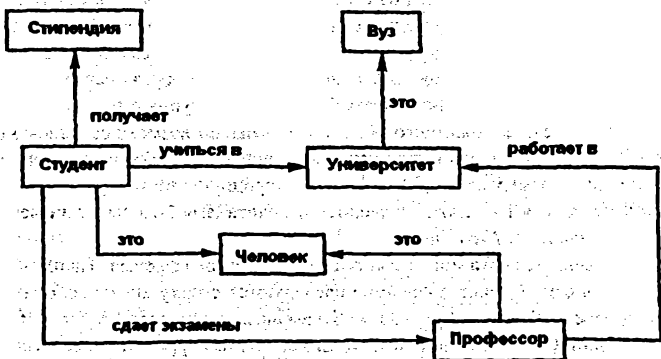 Стипендия
Вуз
получает
это
Студент
учиться в
Университет
работает в
это
Человек
это
сдает экзамены
Профессор